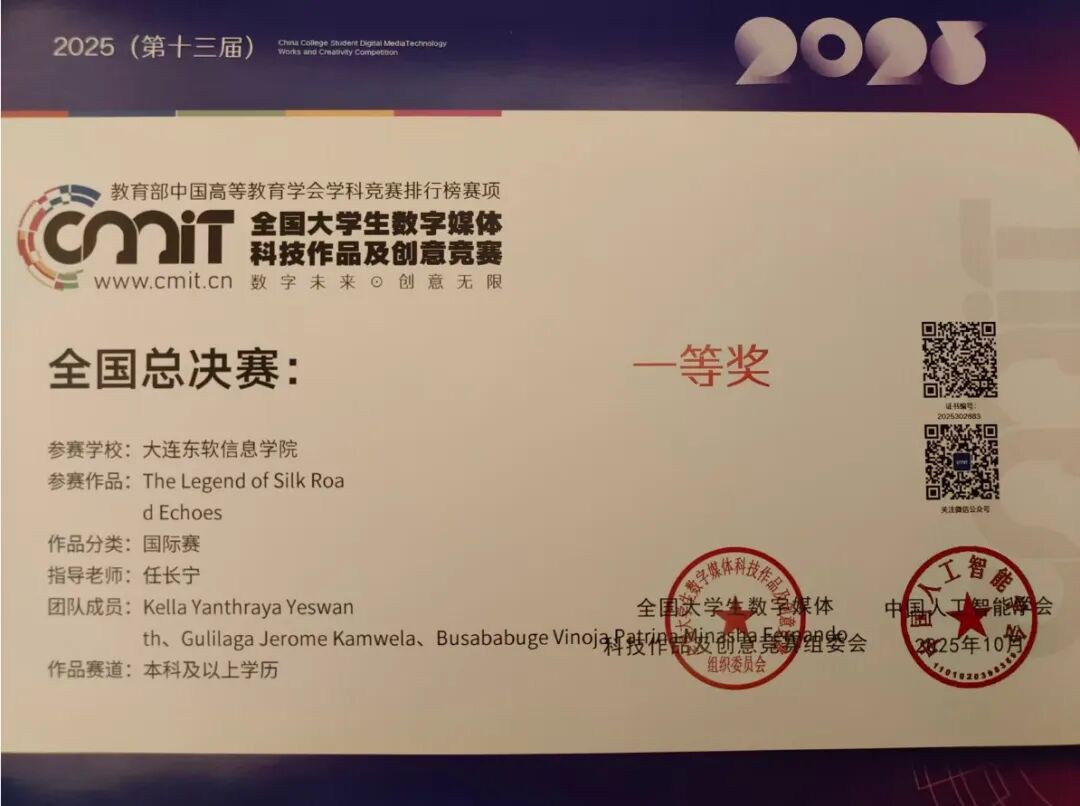 2025（第十三届）
China College Student Digital MediaTechnology
Works and Creativity Competition
2025
教育部中国高等教育学会学科竞赛排行榜赛项
CMIT
全国大学生数字媒体
科技作品及创意竞赛
www.cmit.cn
数字未来⊙创意无限
全国总决赛：
一等奖
证书编号：
2025302883
关注微信公众号
参赛学校：大连东软信息学院
参赛作品：The Legend of Silk Roa
d Echoes
作品分类：国际赛
指导老师：任长宁
团队成员：Kella Yanthraya Yeswan
th、Gulilaga Jerome Kamwela、Busababuge Vinoja Patrina Minasha Fernando
作品赛道：本科及以上学历
全国大学生数字媒体
科技作品及创意竞赛组委会
组织委员会
中国人工智能学会
2025年10月